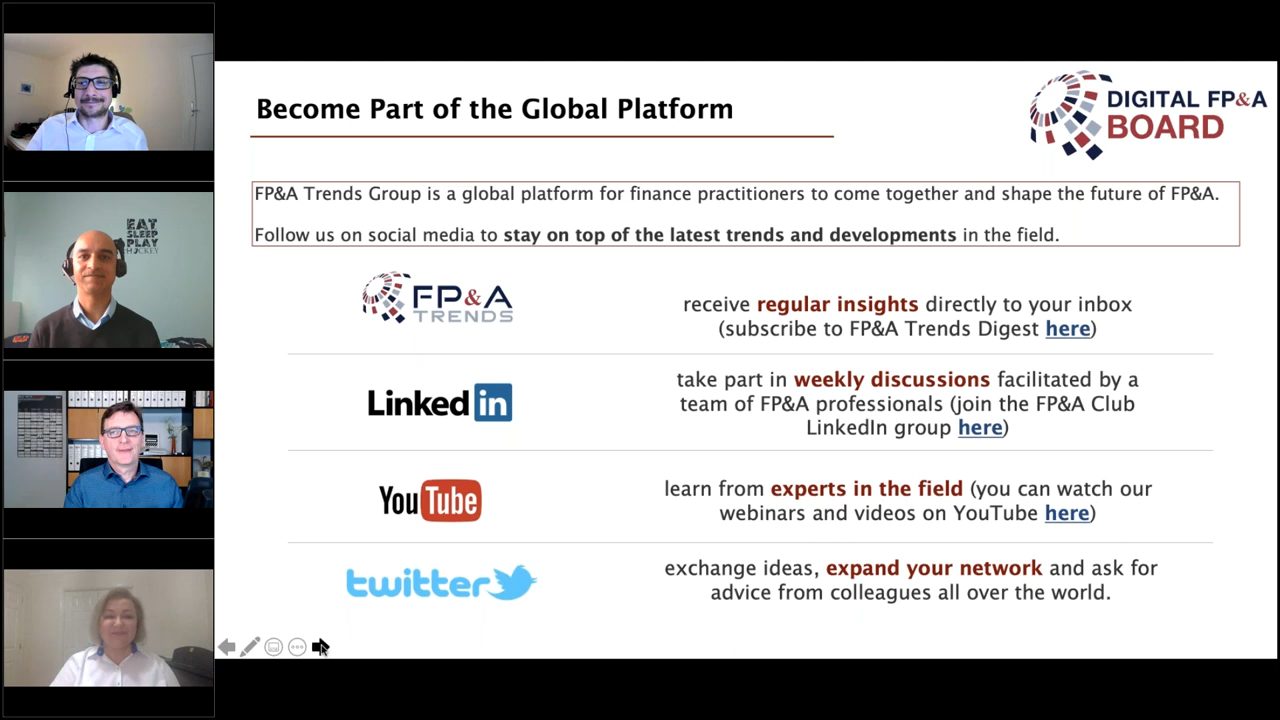 EAT
SLEEP
PLAY
HOCKEY
Become Part of the Global Platform
DIGITAL FP&A
BOARD
FP&A Trends Group is a global platform for finance practitioners to come together and shape the future of FP&A.
Follow us on social media to stay on top of the latest trends and developments in the field.
FP&A
TRENDS
receive regular insights directly to your inbox
(subscribe to FP&A Trends Digest here)
Linked in
take part in weekly discussions facilitated by a
team of FP&A professionals (join the FP&A Club
LinkedIn group here)
YouTube
learn from experts in the field (you can watch our
webinars and videos on YouTube here)
twitter
exchange ideas, expand your network and ask for
advice from colleagues all over the world.